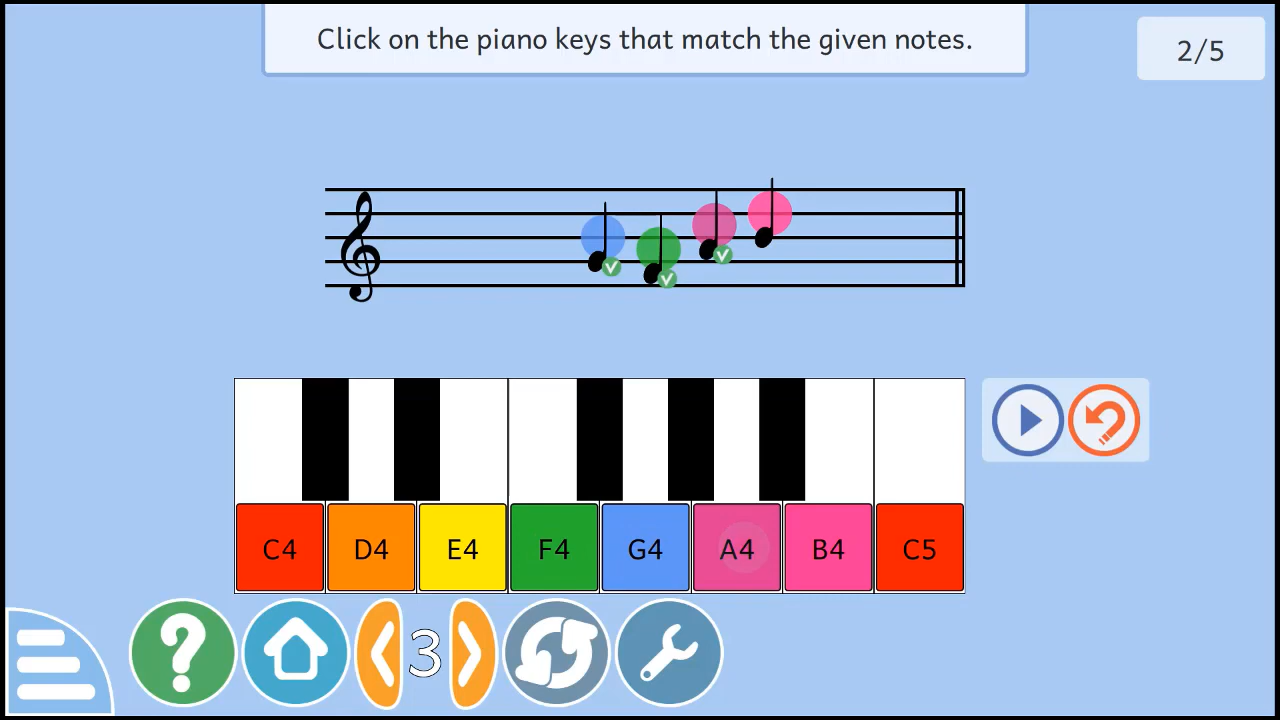 Click on the piano keys that match the given notes.
2/5
C4 D4 E4 F4 G4 A4 B4 C5
? 3